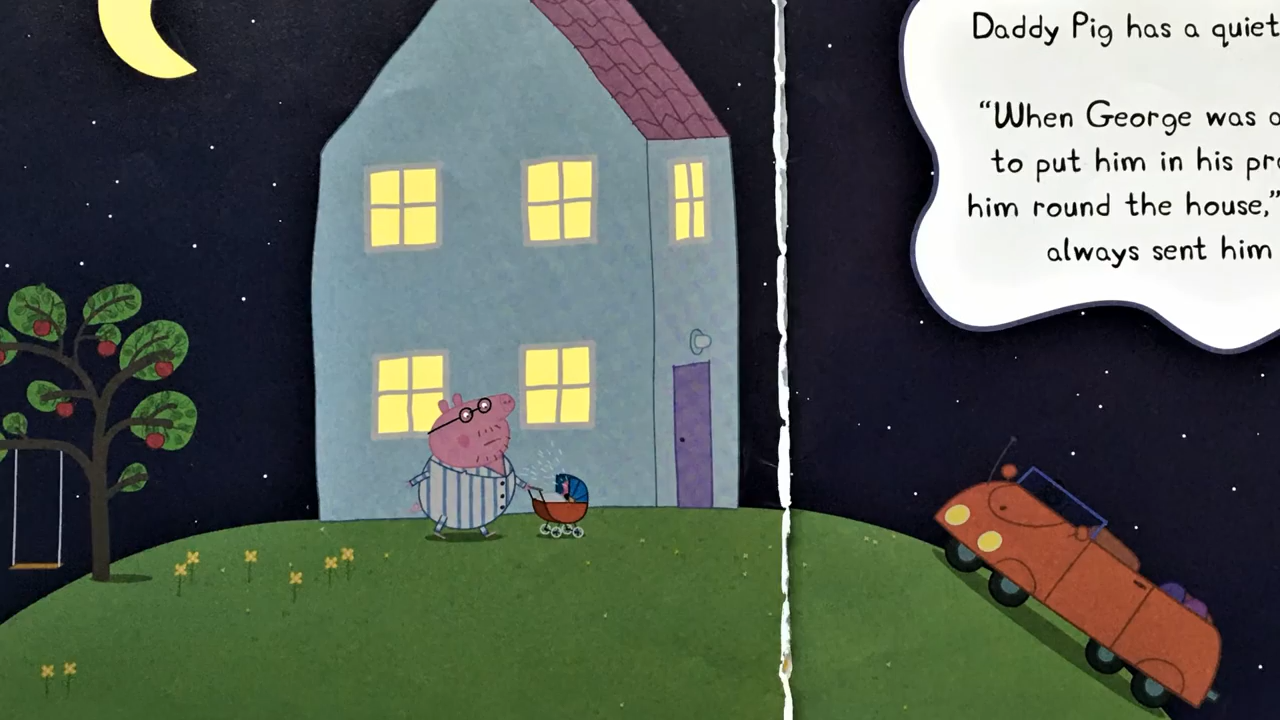 Daddy Pig has a quiet
“When George was
to put him in his
him round the house,”
always sent him